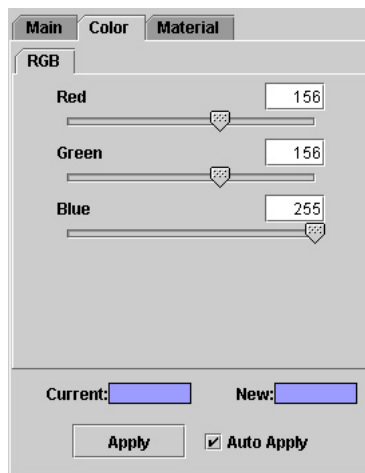 Main Color Material
RGB
Red 156
Green 156
Blue 255
Current: New:
Apply Auto Apply